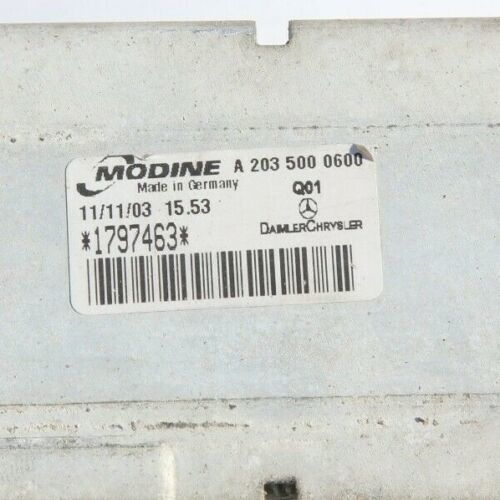 MODINE A 203 500 0600
Made in Germany Q01
11/11/03 15.53
DAIMLERCHRYSLER
*1797463*